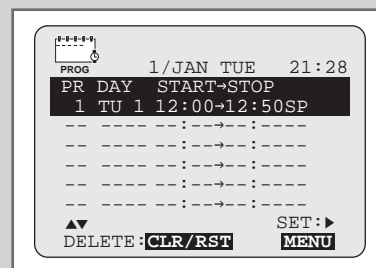 PROG 1/JAN TUE 21:28
PR DAY START→STOP
1 TU 1 12:00→12:50SP
-- ---- --:--→--:----
-- ---- --:--→--:----
-- ---- --:--→--:----
-- ---- --:--→--:----
-- ---- --:--→--:----
▲▼ SET:▶
DELETE:CLR/RST MENU